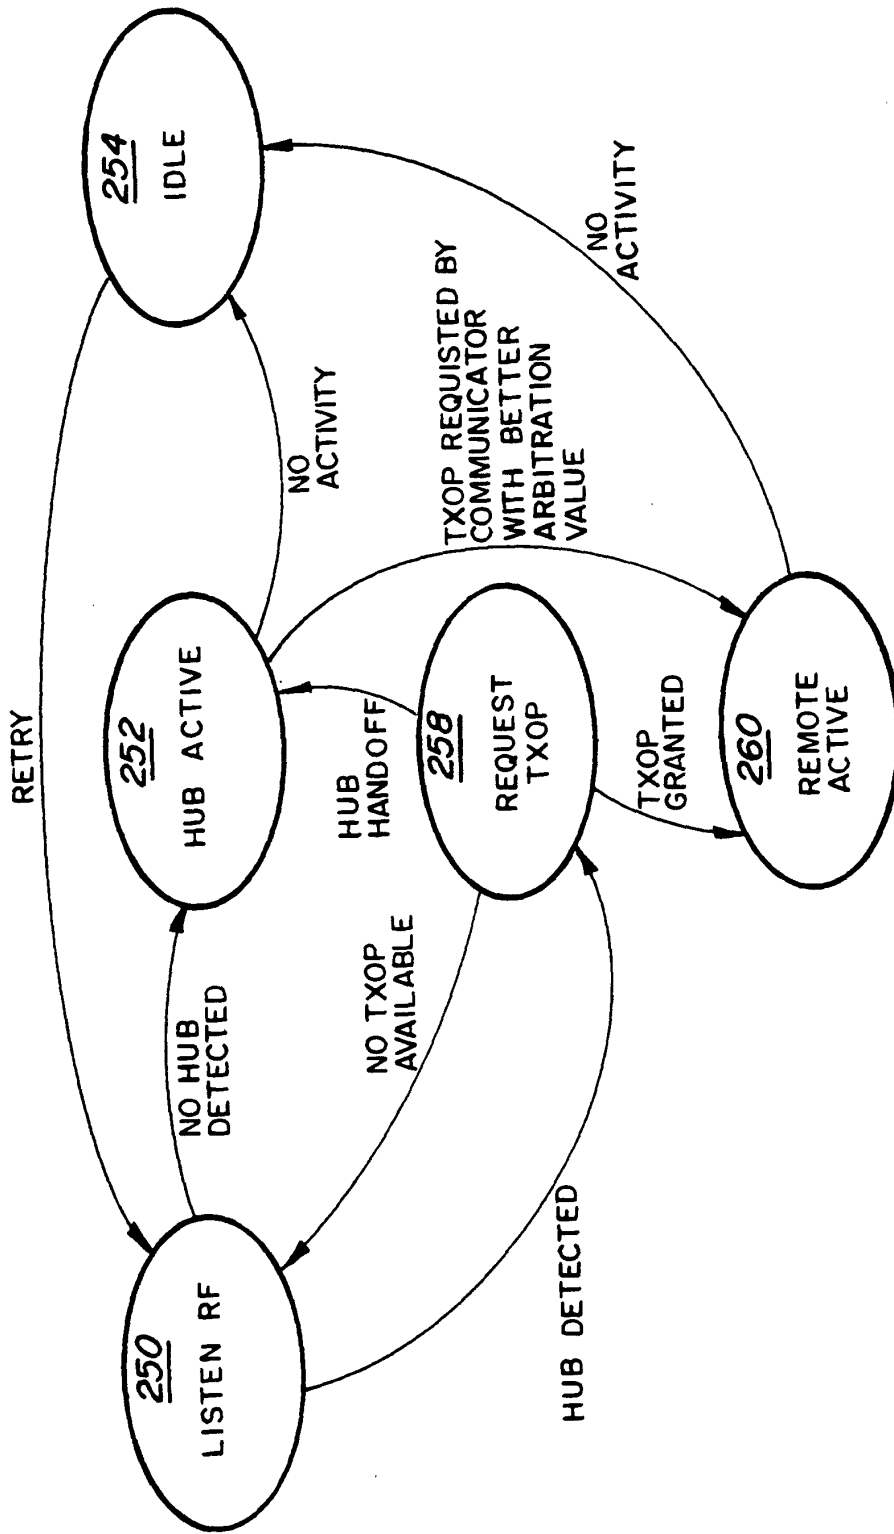 RETRY
254
IDLE
252
HUB ACTIVE
NO
ACTIVITY
NO HUB
DETECTED
250
LISTEN RF
HUB
HANDOFF
TXOP REQUISTED BY
COMMUNICATOR
WITH BETTER
ARBITRATION
VALUE
NO TXOP
AVAILABLE
258
REQUEST
TXOP
NO
ACTIVITY
HUB DETECTED
TXOP
GRANTED
260
REMOTE
ACTIVE